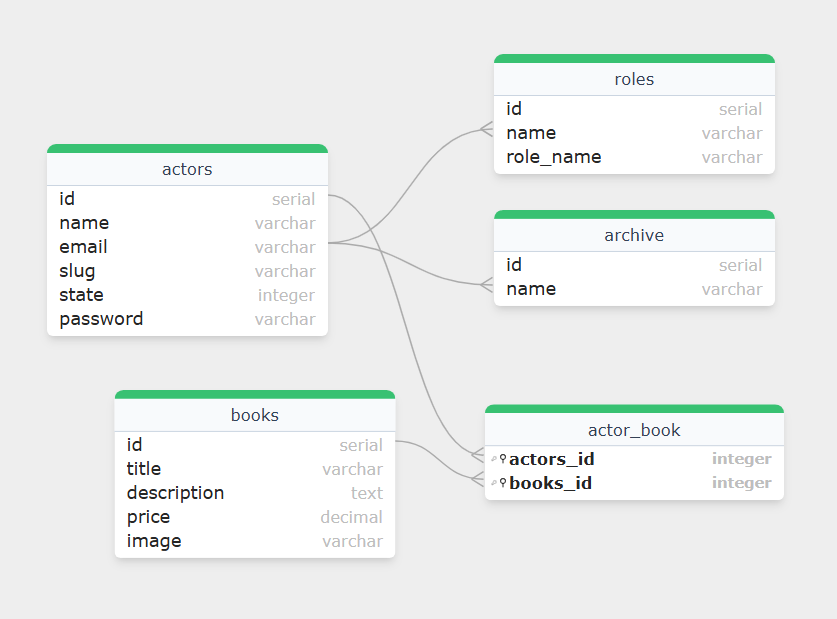 actors
id serial
name varchar
email varchar
slug varchar
state integer
password varchar
roles
id serial
name varchar
role_name varchar
archive
id serial
name varchar
books
id serial
title varchar
description text
price decimal
image varchar
actor_book
actors_id integer
books_id integer